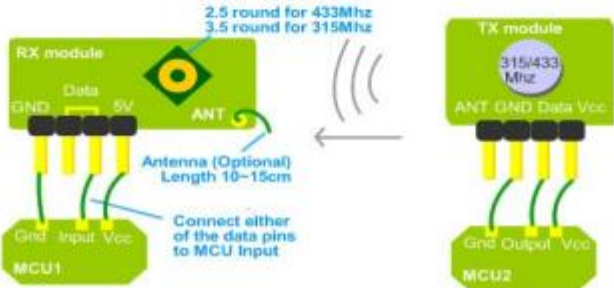 2.5 round for 433Mhz
3.5 round for 315Mhz
RX module
Data
GND
5V
ANT
Antenna (Optional)
Length 10~15cm
Connect either
of the data pins
to MCU Input
Gnd Input Vcc
MCU1
TX module
315/433
Mhz
ANT GND Data Vcc
Gnd Output Vcc
MCU2